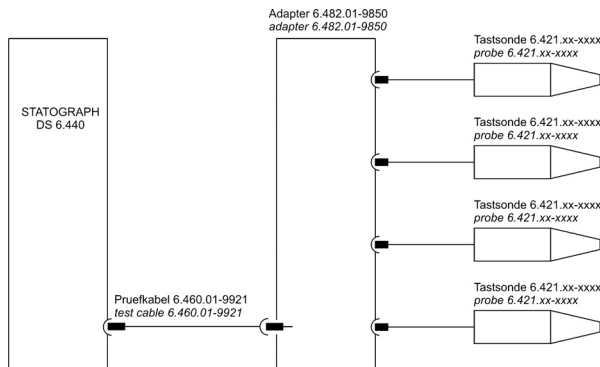 Adapter 6.482.01-9850
adapter 6.482.01-9850
Tastsonde 6.421.xx-xxxx
probe 6.421.xx-xxxx
STATOGRAPH
DS 6.440
Tastsonde 6.421.xx-xxxx
probe 6.421.xx-xxxx
Tastsonde 6.421.xx-xxxx
probe 6.421.xx-xxxx
Pruefkabel 6.460.01-9921
test cable 6.460.01-9921
Tastsonde 6.421.xx-xxxx
probe 6.421.xx-xxxx